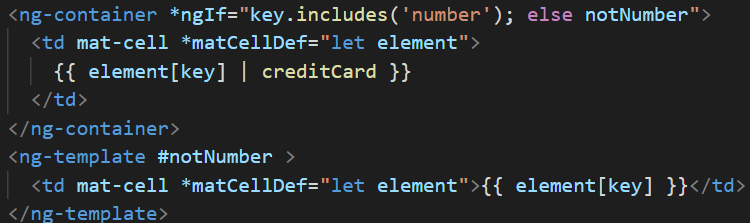 <ng-container *ngIf="key.includes('number'); else notNumber">
<td mat-cell *matCellDef="let element">
{{ element[key] | creditCard }}
</td>
</ng-container>
<ng-template #notNumber >
<td mat-cell *matCellDef="let element">{{ element[key] }}</td>
</ng-template>